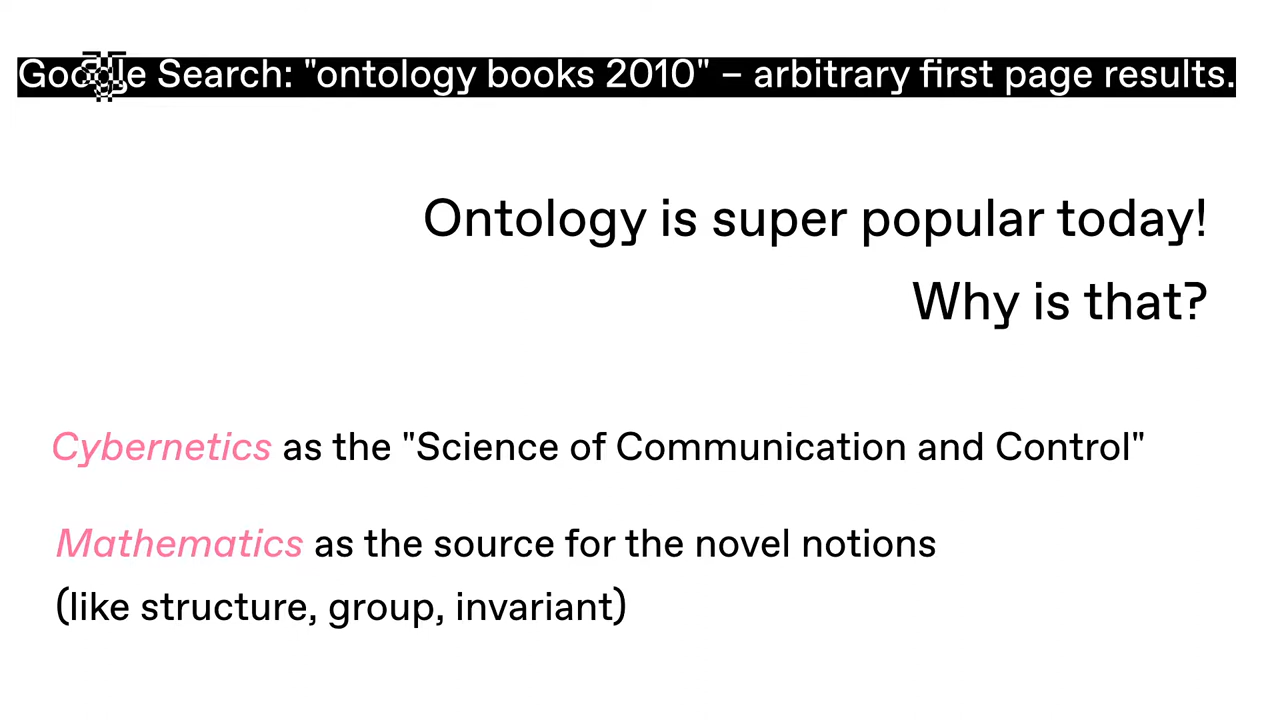 Google Search: "ontology books 2010" – arbitrary first page results.
Ontology is super popular today!
Why is that?
Cybernetics as the "Science of Communication and Control"
Mathematics as the source for the novel notions
(like structure, group, invariant)